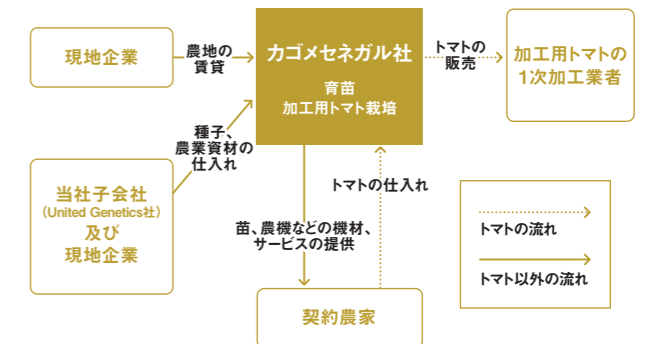 現地企業
農地の
賃貸
カゴメセネガル社
育苗
加工用トマト栽培
トマトの
販売
加工用トマトの
1次加工業者
種子、
農業資材の
仕入れ
当社子会社
（United Genetics社）
及び
現地企業
トマトの仕入れ
苗、農機などの機材、
サービスの提供
契約農家
トマトの流れ
トマト以外の流れ